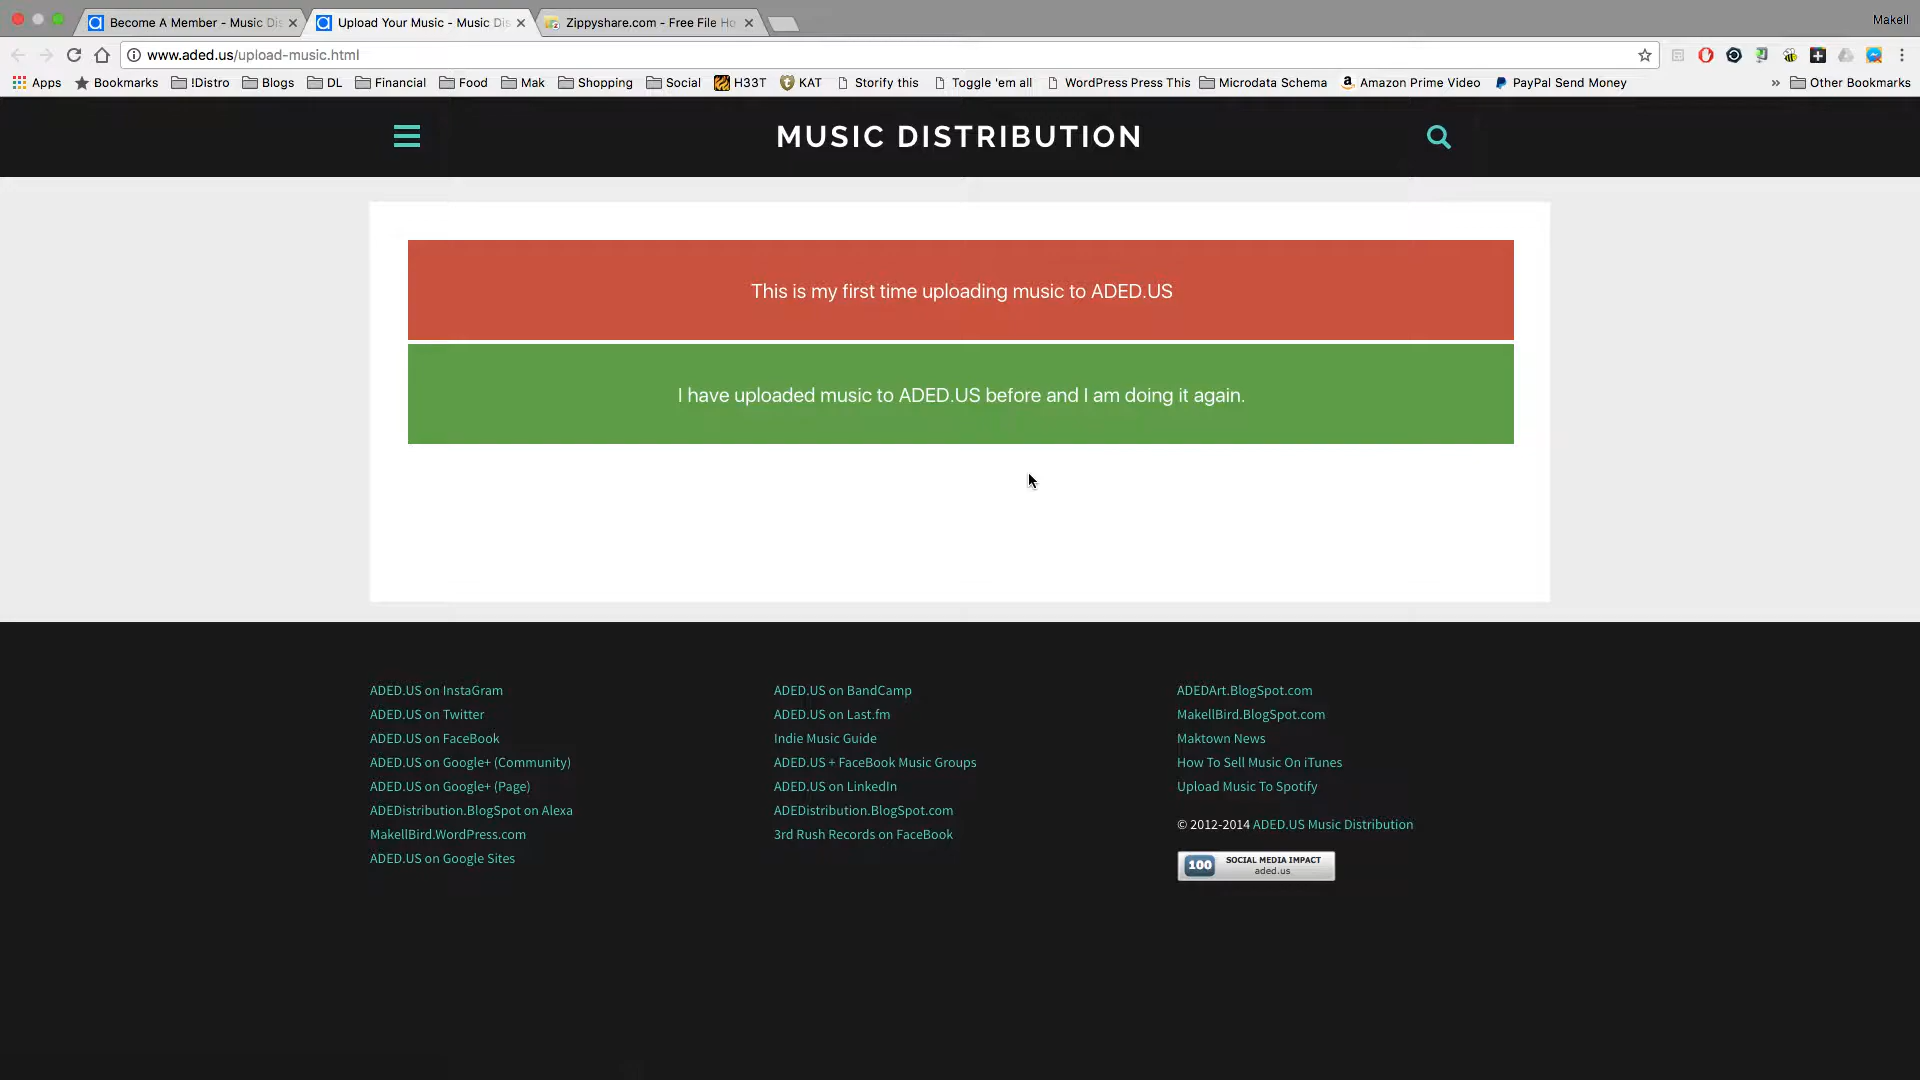 Become A Member - Music Dis
Upload Your Music - Music Dis
Zippyshare.com - Free File Ho
Makell
www.aded.us/upload-music.html
Apps
Bookmarks
!Distro
Blogs
DL
Financial
Food
Mak
Shopping
Social
H33T
KAT
Storify this
Toggle 'em all
WordPress Press This
Microdata Schema
Amazon Prime Video
PayPal Send Money
»
Other Bookmarks
MUSIC DISTRIBUTION
This is my first time uploading music to ADED.US
I have uploaded music to ADED.US before and I am doing it again.
ADED.US on InstaGram
ADED.US on Twitter
ADED.US on FaceBook
ADED.US on Google+ (Community)
ADED.US on Google+ (Page)
ADEDistribution.BlogSpot on Alexa
MakellBird.WordPress.com
ADED.US on Google Sites
ADED.US on BandCamp
ADED.US on Last.fm
Indie Music Guide
ADED.US + FaceBook Music Groups
ADED.US on LinkedIn
ADEDistribution.BlogSpot.com
3rd Rush Records on FaceBook
ADEDArt.BlogSpot.com
MakellBird.BlogSpot.com
Maktown News
How To Sell Music On iTunes
Upload Music To Spotify
© 2012-2014 ADED.US Music Distribution
100
SOCIAL MEDIA IMPACT
aded.us